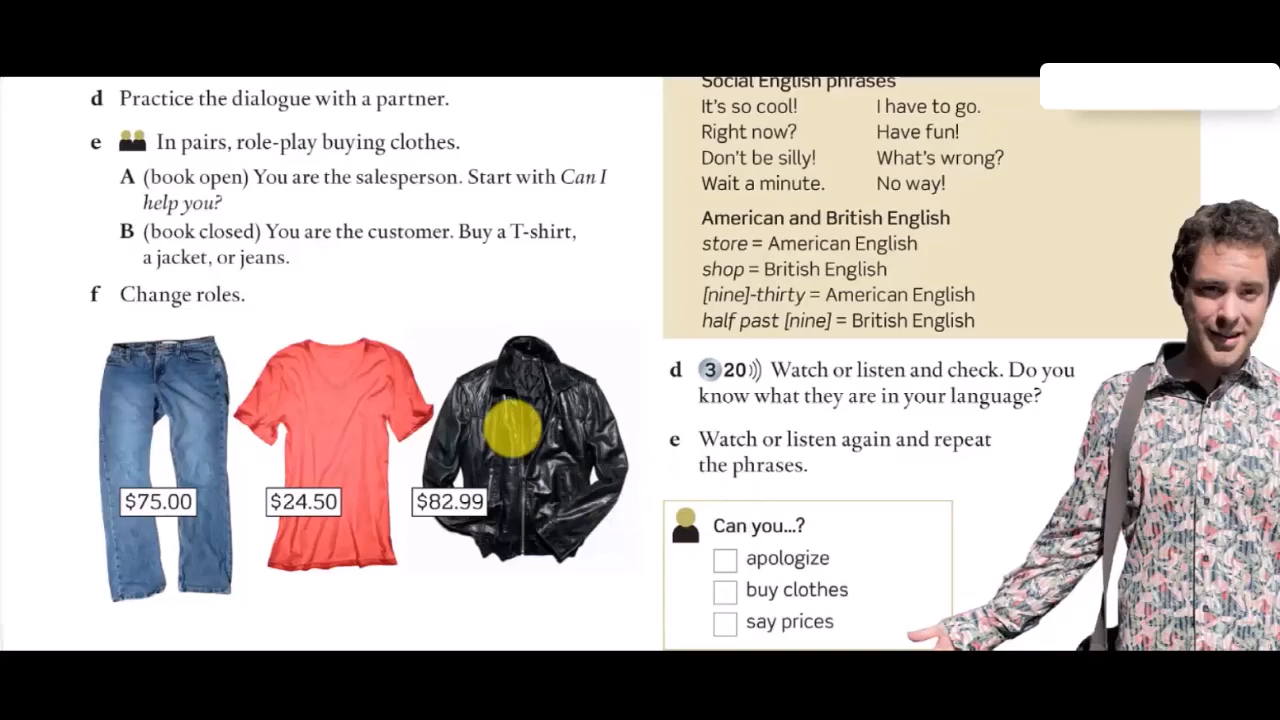 d Practice the dialogue with a partner.
e In pairs, role-play buying clothes.
A (book open) You are the salesperson. Start with Can I
help you?
B (book closed) You are the customer. Buy a T-shirt,
a jacket, or jeans.
f Change roles.
$75.00
$24.50
$82.99
Social English phrases
It's so cool! I have to go.
Right now? Have fun!
Don't be silly! What's wrong?
Wait a minute. No way!
American and British English
store = American English
shop = British English
[nine]-thirty = American English
half past [nine] = British English
d 3 20 Watch or listen and check. Do you
know what they are in your language?
e Watch or listen again and repeat
the phrases.
Can you...?
apologize
buy clothes
say prices